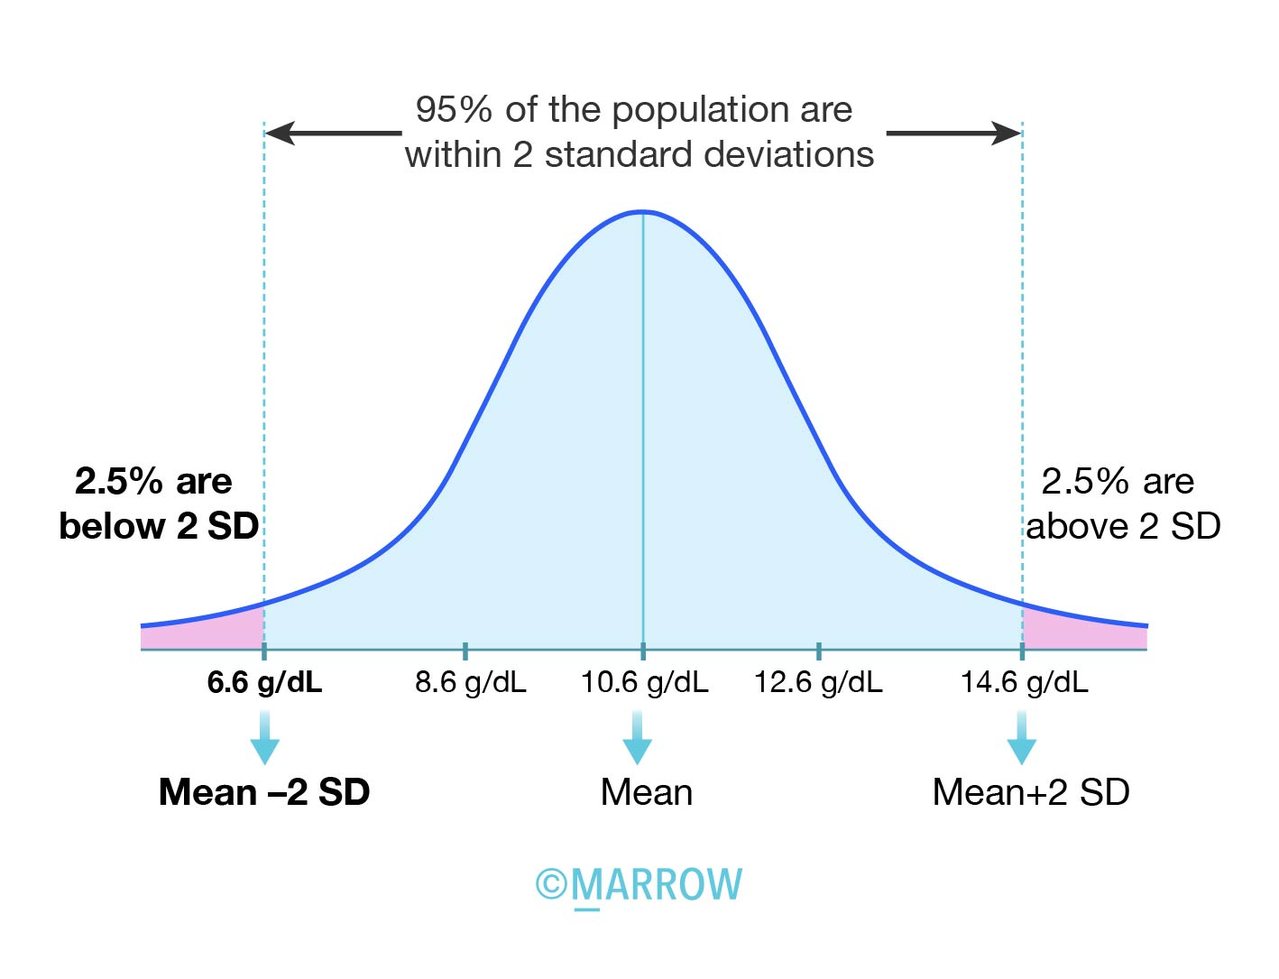 95% of the population are
within 2 standard deviations
2.5% are
below 2 SD
2.5% are
above 2 SD
6.6 g/dL
8.6 g/dL
10.6 g/dL
12.6 g/dL
14.6 g/dL
Mean –2 SD
Mean
Mean+2 SD
©MARROW